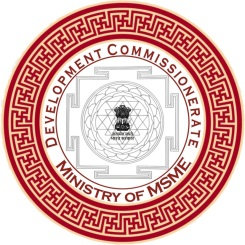 DEVELOPMENT COMMISSIONERATE
MINISTRY OF MSME